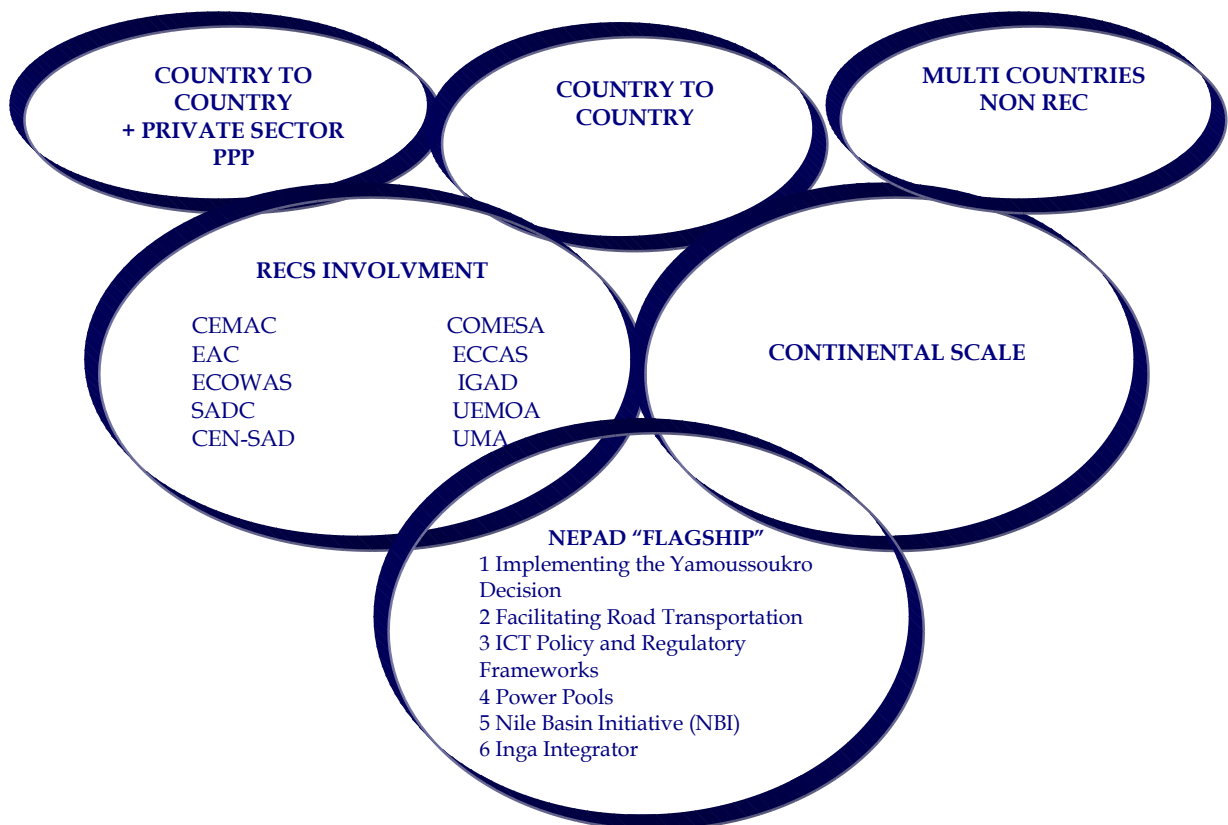 COUNTRY TO
COUNTRY
+ PRIVATE SECTOR
PPP
COUNTRY TO
COUNTRY
MULTI COUNTRIES
NON REC
RECS INVOLVMENT
CEMAC COMESA
EAC ECCAS
ECOWAS IGAD
SADC UEMOA
CEN-SAD UMA
CONTINENTAL SCALE
NEPAD “FLAGSHIP”
1 Implementing the Yamoussoukro
Decision
2 Facilitating Road Transportation
3 ICT Policy and Regulatory
Frameworks
4 Power Pools
5 Nile Basin Initiative (NBI)
6 Inga Integrator